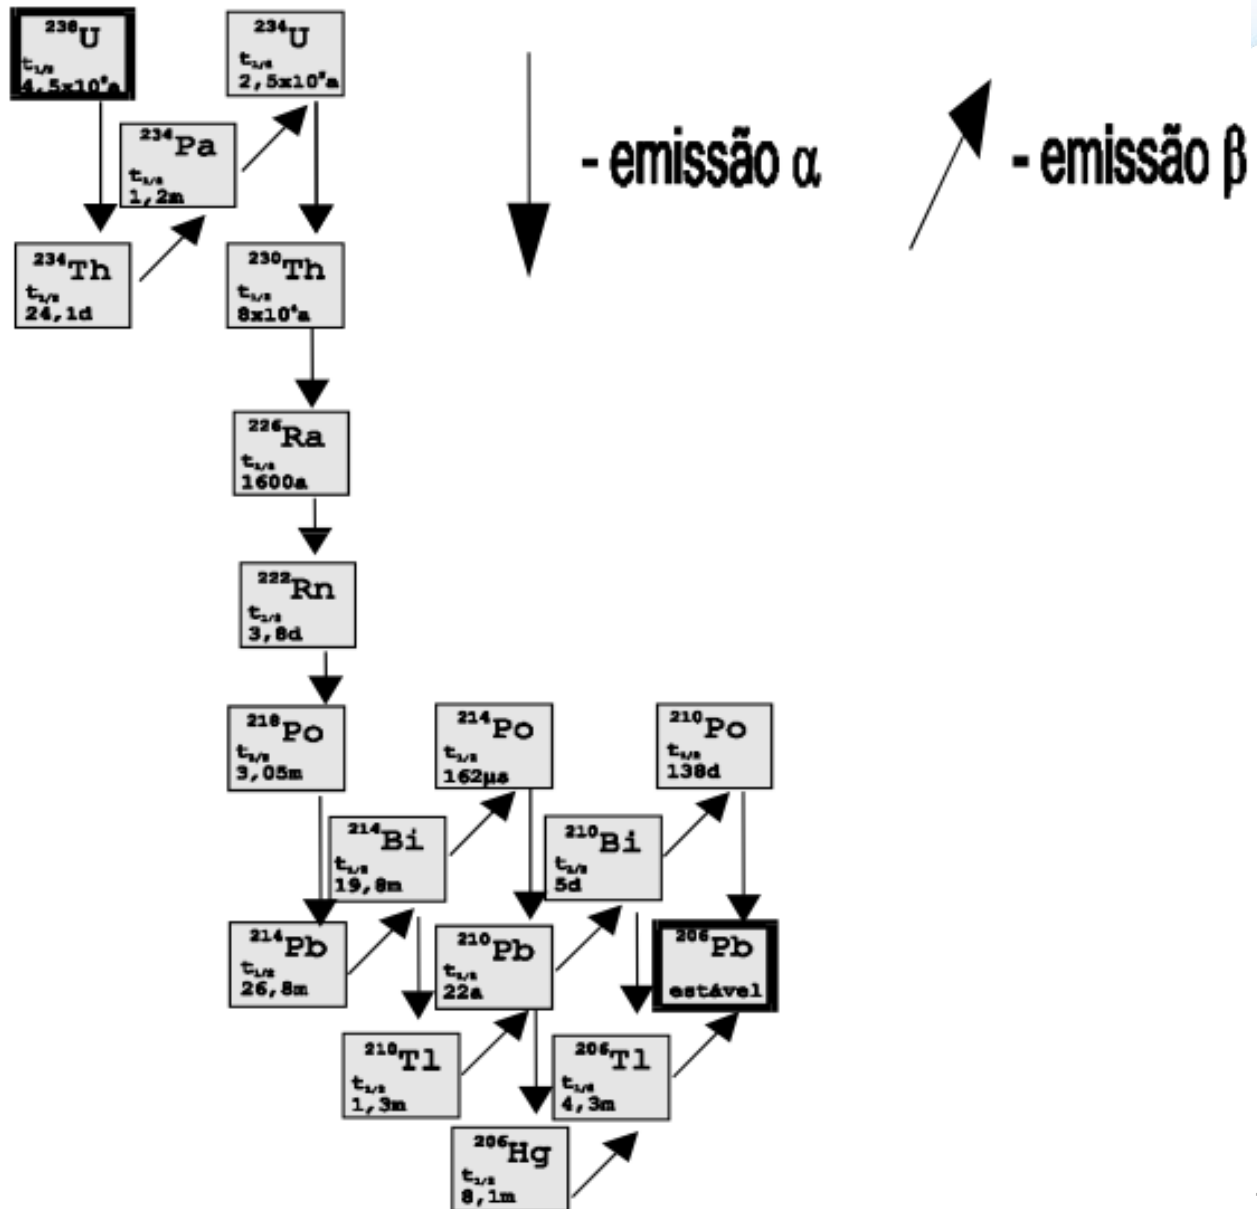 ²³⁸U
t₁/₂
4,5x10⁹a
²³⁴U
t₁/₂
2,5x10⁵a
- emissão α
- emissão β
²³⁴Pa
t₁/₂
1,2m
²³⁴Th
t₁/₂
24,1d
²³⁰Th
t₁/₂
8x10⁴a
²²⁶Ra
t₁/₂
1600a
²²²Rn
t₁/₂
3,8d
²¹⁸Po
t₁/₂
3,05m
²¹⁴Po
t₁/₂
162µs
²¹⁰Po
t₁/₂
138d
²¹⁴Bi
t₁/₂
19,8m
²¹⁰Bi
t₁/₂
5d
²¹⁴Pb
t₁/₂
26,8m
²¹⁰Pb
t₁/₂
22a
²⁰⁶Pb
estável
²¹⁰Tl
t₁/₂
1,3m
²⁰⁶Tl
t₁/₂
4,3m
²⁰⁶Hg
t₁/₂
8,1m